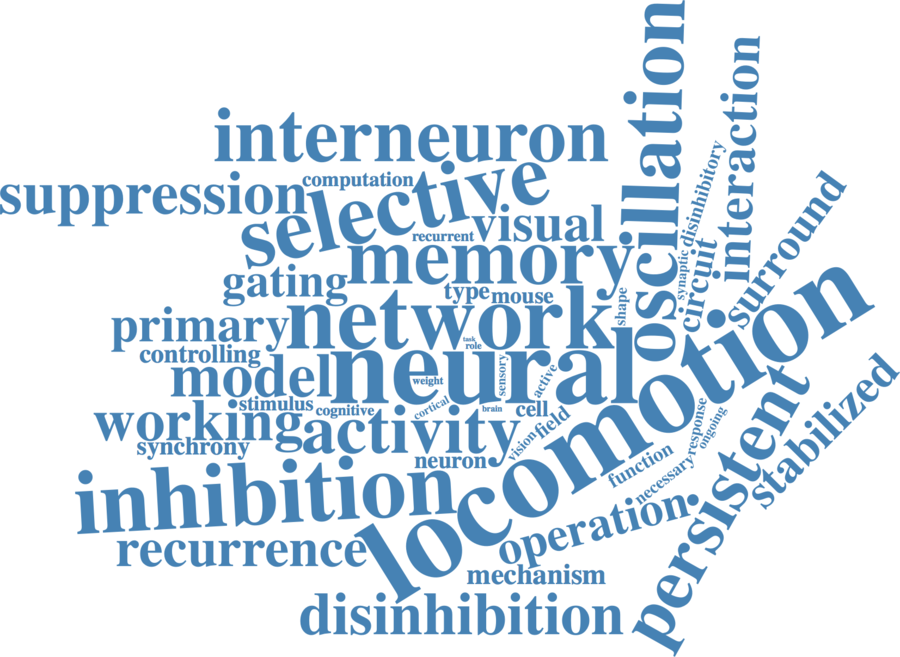 oscillation
interaction
interneuron
disinhibitory
computation
selective
suppression
surround
visual
recurrent
memory
synaptic
circuit
gating
type
mouse
shape
primary
network
locomotion
controlling
task
role
neural
model
weight
sensory
active
stimulus
cognitive
cortical
brain
cell
persistent
stabilized
working
activity
vision
field
response
ongoing
synchrony
neuron
function
necessary
inhibition
operation
recurrence
mechanism
disinhibition